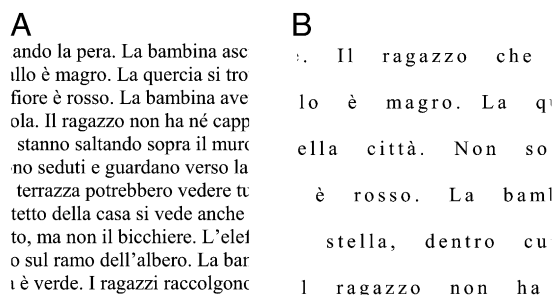 A
ando la pera. La bambina asc
allo è magro. La quercia si tro
fiore è rosso. La bambina ave
ola. Il ragazzo non ha né capp
stanno saltando sopra il muro
no seduti e guardano verso la
terrazza potrebbero vedere tu
tetto della casa si vede anche
to, ma non il bicchiere. L’elef
o sul ramo dell’albero. La bam
a è verde. I ragazzi raccolgono
B
. Il ragazzo che
lo è magro. La qu
ella città. Non so
è rosso. La bamb
stella, dentro cu
l ragazzo non ha